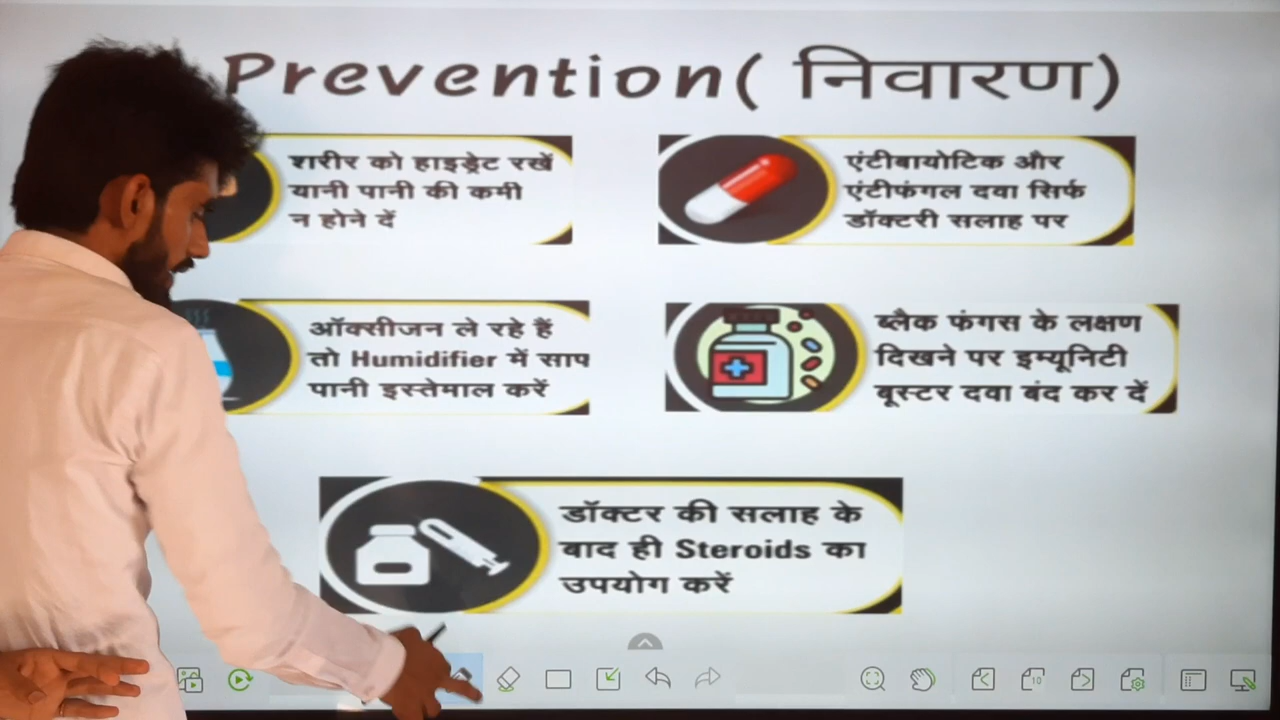 Prevention( निवारण)
शरीर को हाइड्रेट रखें
यानी पानी की कमी
न होने दें
एंटीबायोटिक और
एंटीफंगल दवा सिर्फ
डॉक्टरी सलाह पर
ऑक्सीजन ले रहे हैं
तो Humidifier में साप
पानी इस्तेमाल करें
ब्लैक फंगस के लक्षण
दिखने पर इम्यूनिटी
बूस्टर दवा बंद कर दें
डॉक्टर की सलाह के
बाद ही Steroids का
उपयोग करें
10